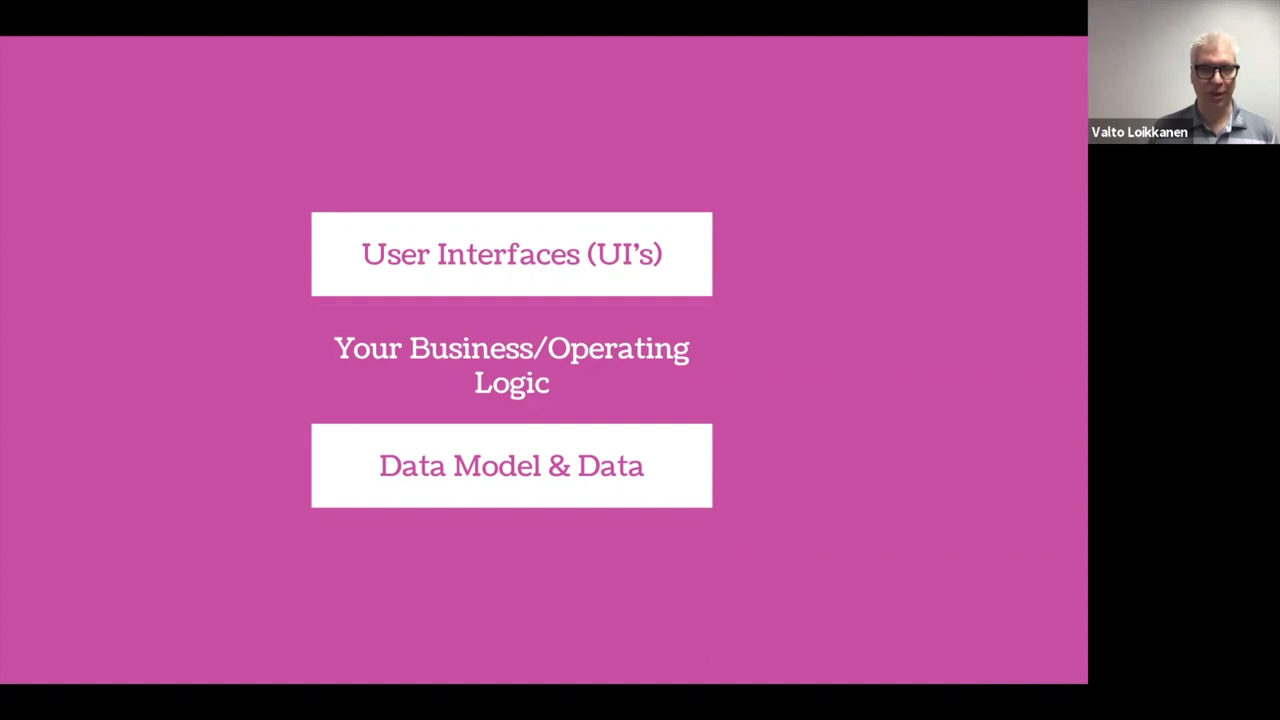 User Interfaces (UI’s)
Your Business/Operating
Logic
Data Model & Data
Valto Loikkanen